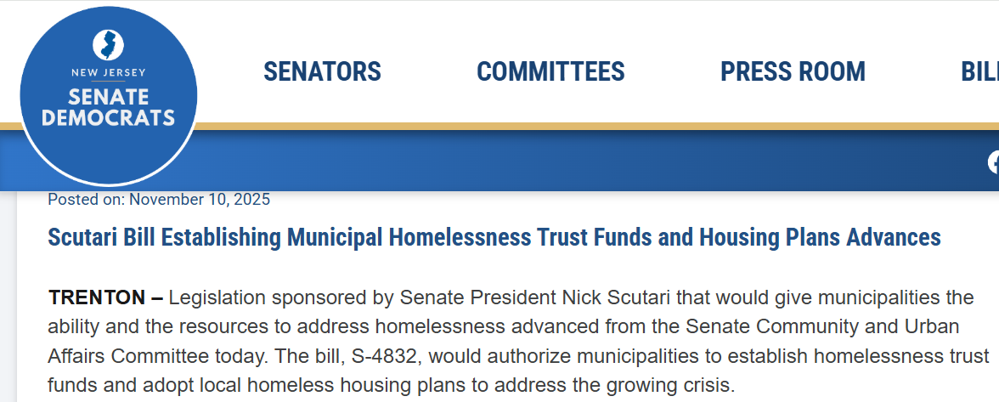 NEW JERSEY
SENATE
DEMOCRATS
SENATORS COMMITTEES PRESS ROOM
Posted on: November 10, 2025
Scutari Bill Establishing Municipal Homelessness Trust Funds and Housing Plans Advances
TRENTON – Legislation sponsored by Senate President Nick Scutari that would give municipalities the
ability and the resources to address homelessness advanced from the Senate Community and Urban
Affairs Committee today. The bill, S-4832, would authorize municipalities to establish homelessness trust
funds and adopt local homeless housing plans to address the growing crisis.